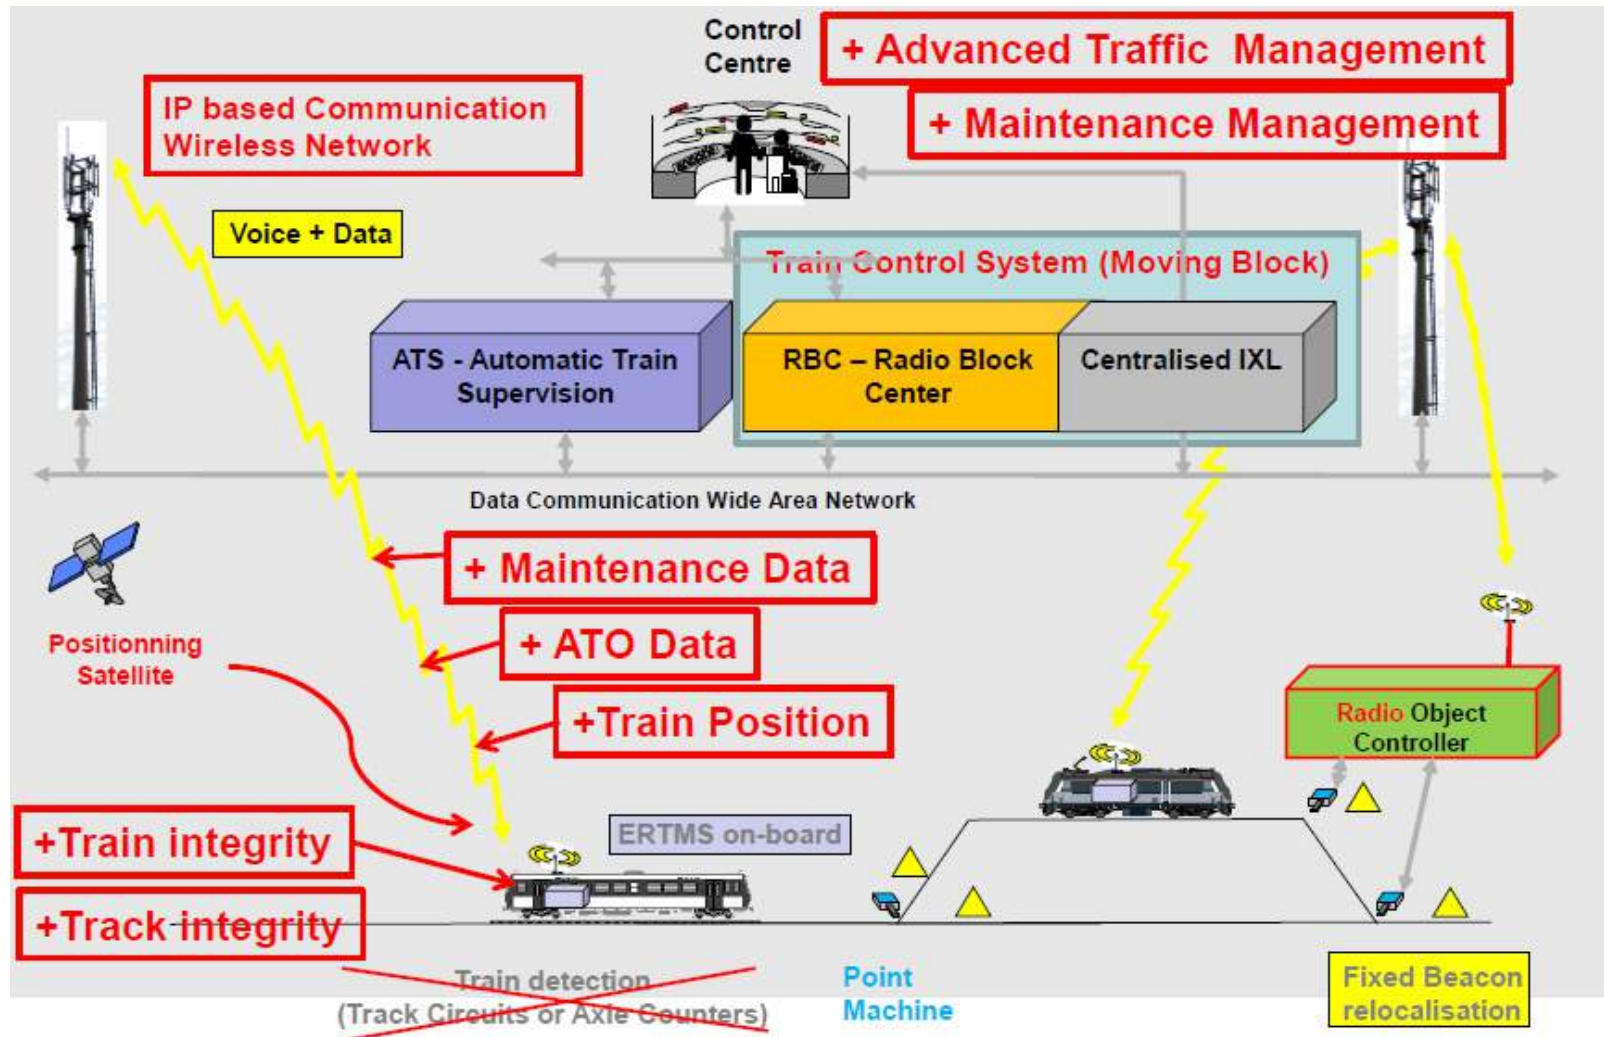 Control
Centre
+ Advanced Traffic Management
+ Maintenance Management
IP based Communication
Wireless Network
Voice + Data
Train Control System (Moving Block)
ATS - Automatic Train
Supervision
RBC – Radio Block
Center
Centralised IXL
Data Communication Wide Area Network
+ Maintenance Data
+ ATO Data
+Train Position
Positionning
Satellite
Radio Object
Controller
+Train integrity
ERTMS on-board
+Track integrity
Train detection
(Track Circuits or Axle Counters)
Point
Machine
Fixed Beacon
relocalisation